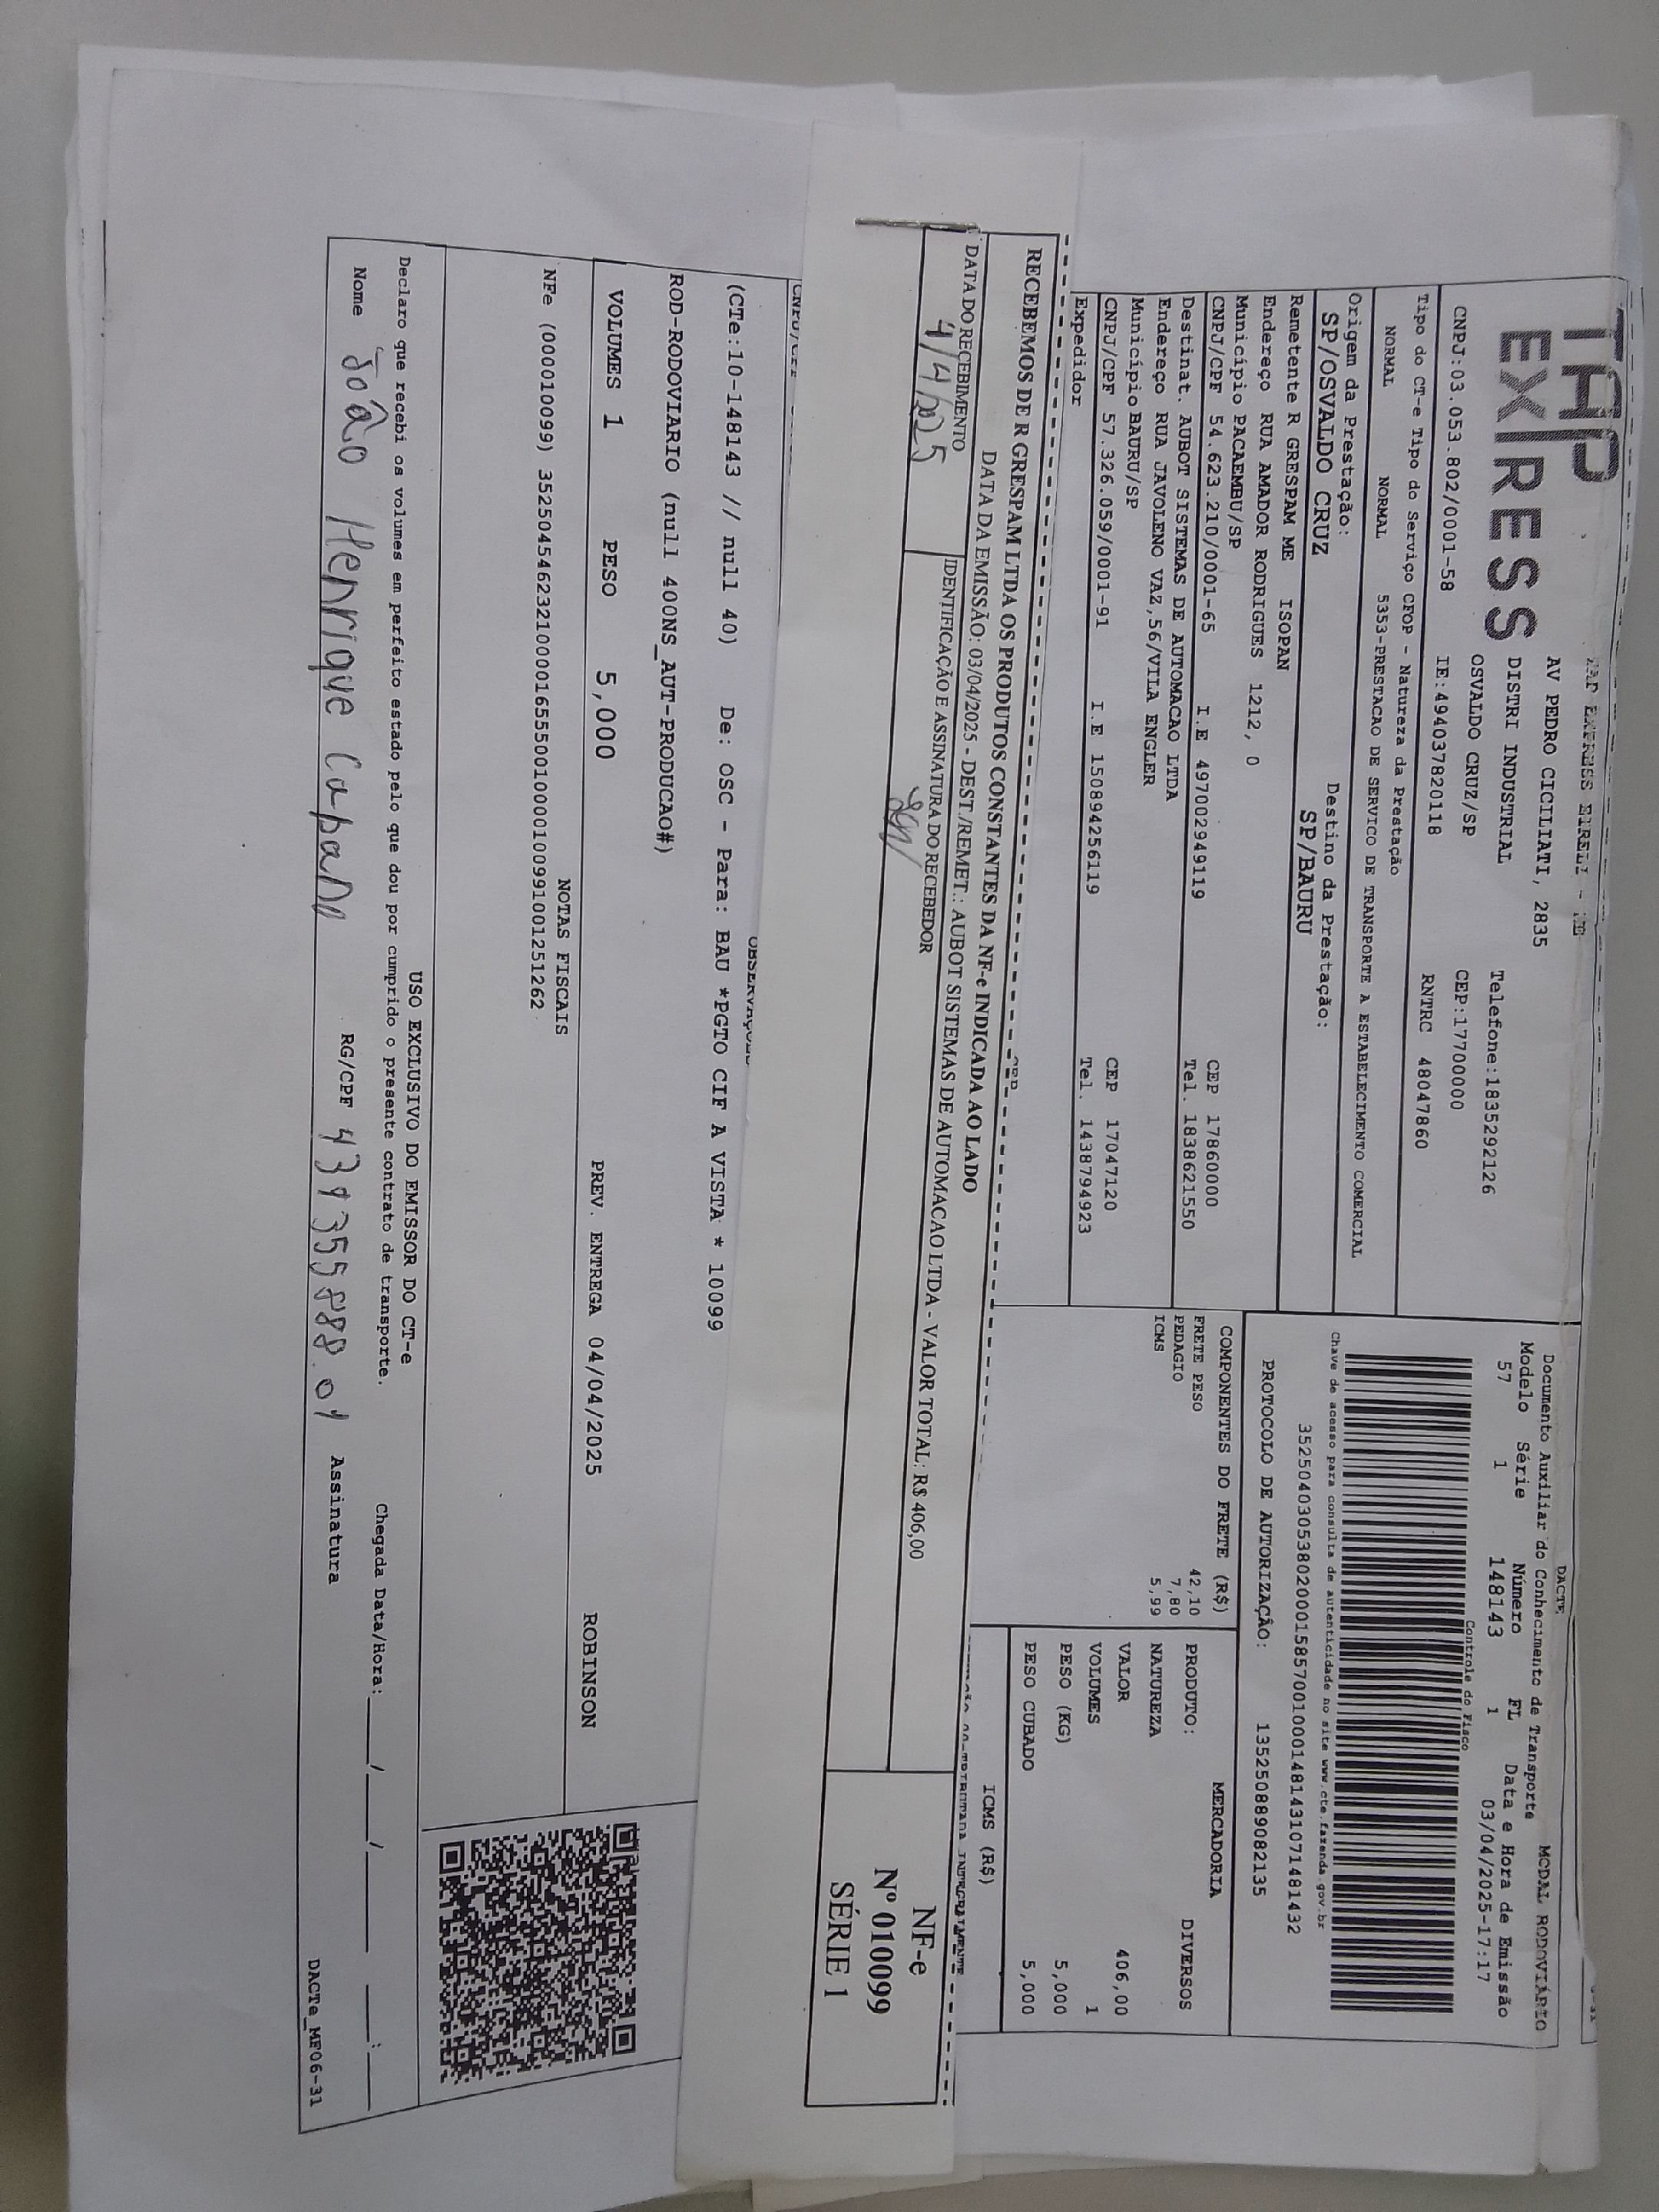 TAP EXPRESS EIRELI - ME
TAP
EXPRESS
AV PEDRO CICILIATI, 2835
DISTRI INDUSTRIAL
Telefone:1835292126
OSVALDO CRUZ/SP
CEP:17700000
CNPJ:03.053.802/0001-58
IE:494037820118
RNTRC 48047860
Tipo do CT-e Tipo do Serviço CFOP - Natureza da Prestação
NORMAL NORMAL 5353-PRESTACAO DE SERVICO DE TRANSPORTE A ESTABELECIMENTO COMERCIAL
Origem da Prestação: Destino da Prestação:
SP/OSVALDO CRUZ SP/BAURU
Remetente R GRESPAM ME ISOPAN
Endereço RUA AMADOR RODRIGUES 1212, 0
Município PACAEMBU/SP CEP 17860000
CNPJ/CPF 54.623.210/0001-65 I.E 497002949119 Tel. 1838621550
Destinat. AUBOT SISTEMAS DE AUTOMACAO LTDA
Endereço RUA JAVOLENO VAZ,56/VILA ENGLER
Município BAURU/SP CEP 17047120
CNPJ/CPF 57.326.059/0001-91 I.E 150894256119 Tel. 1438794923
Expedidor
CEP
DACTE
MODAL RODOVIÁRIO
Documento Auxiliar do Conhecimento de Transporte
Modelo Série Número FL Data e Hora de Emissão
57 1 148143 1 03/04/2025-17:17
Controle do Fisco
Chave de acesso para consulta de autenticidade no site www.cte.fazenda.gov.br
35250403053802000158570010001481431071481432
PROTOCOLO DE AUTORIZAÇÃO: 135250889082135
COMPONENTES DO FRETE (R$)
FRETE PESO 42,10
PEDAGIO 7,80
ICMS 5,99
MERCADORIA
PRODUTO: DIVERSOS
NATUREZA
VALOR 406,00
VOLUMES 1
PESO (KG) 5,000
PESO CUBADO 5,000
ICMS (R$)
RECEBEMOS DE R GRESPAM LTDA OS PRODUTOS CONSTANTES DA NF-e INDICADA AO LADO
DATA DA EMISSÃO: 03/04/2025 - DEST./REMET.: AUBOT SISTEMAS DE AUTOMACAO LTDA - VALOR TOTAL: R$ 406,00
DATA DO RECEBIMENTO
4/4/2025
IDENTIFICAÇÃO E ASSINATURA DO RECEBEDOR
NF-e
Nº 010099
SÉRIE 1
CNPJ/CPF
OBSERVAÇÕES
(CTe:10-148143 // null 40) De: OSC - Para: BAU *PGTO CIF A VISTA * 10099
ROD-RODOVIARIO (null 400NS_AUT-PRODUCAO#)
VOLUMES 1 PESO 5,000 PREV. ENTREGA 04/04/2025 ROBINSON
NOTAS FISCAIS
NFe (000010099) 35250454623210000165550010000100991001251262
USO EXCLUSIVO DO EMISSOR DO CT-e
Declaro que recebi os volumes em perfeito estado pelo que dou por cumprido o presente contrato de transporte.
Chegada Data/Hora:____/____/______ ____:____
Nome João Henrique RG/CPF Assinatura
DACTe_MF06-31